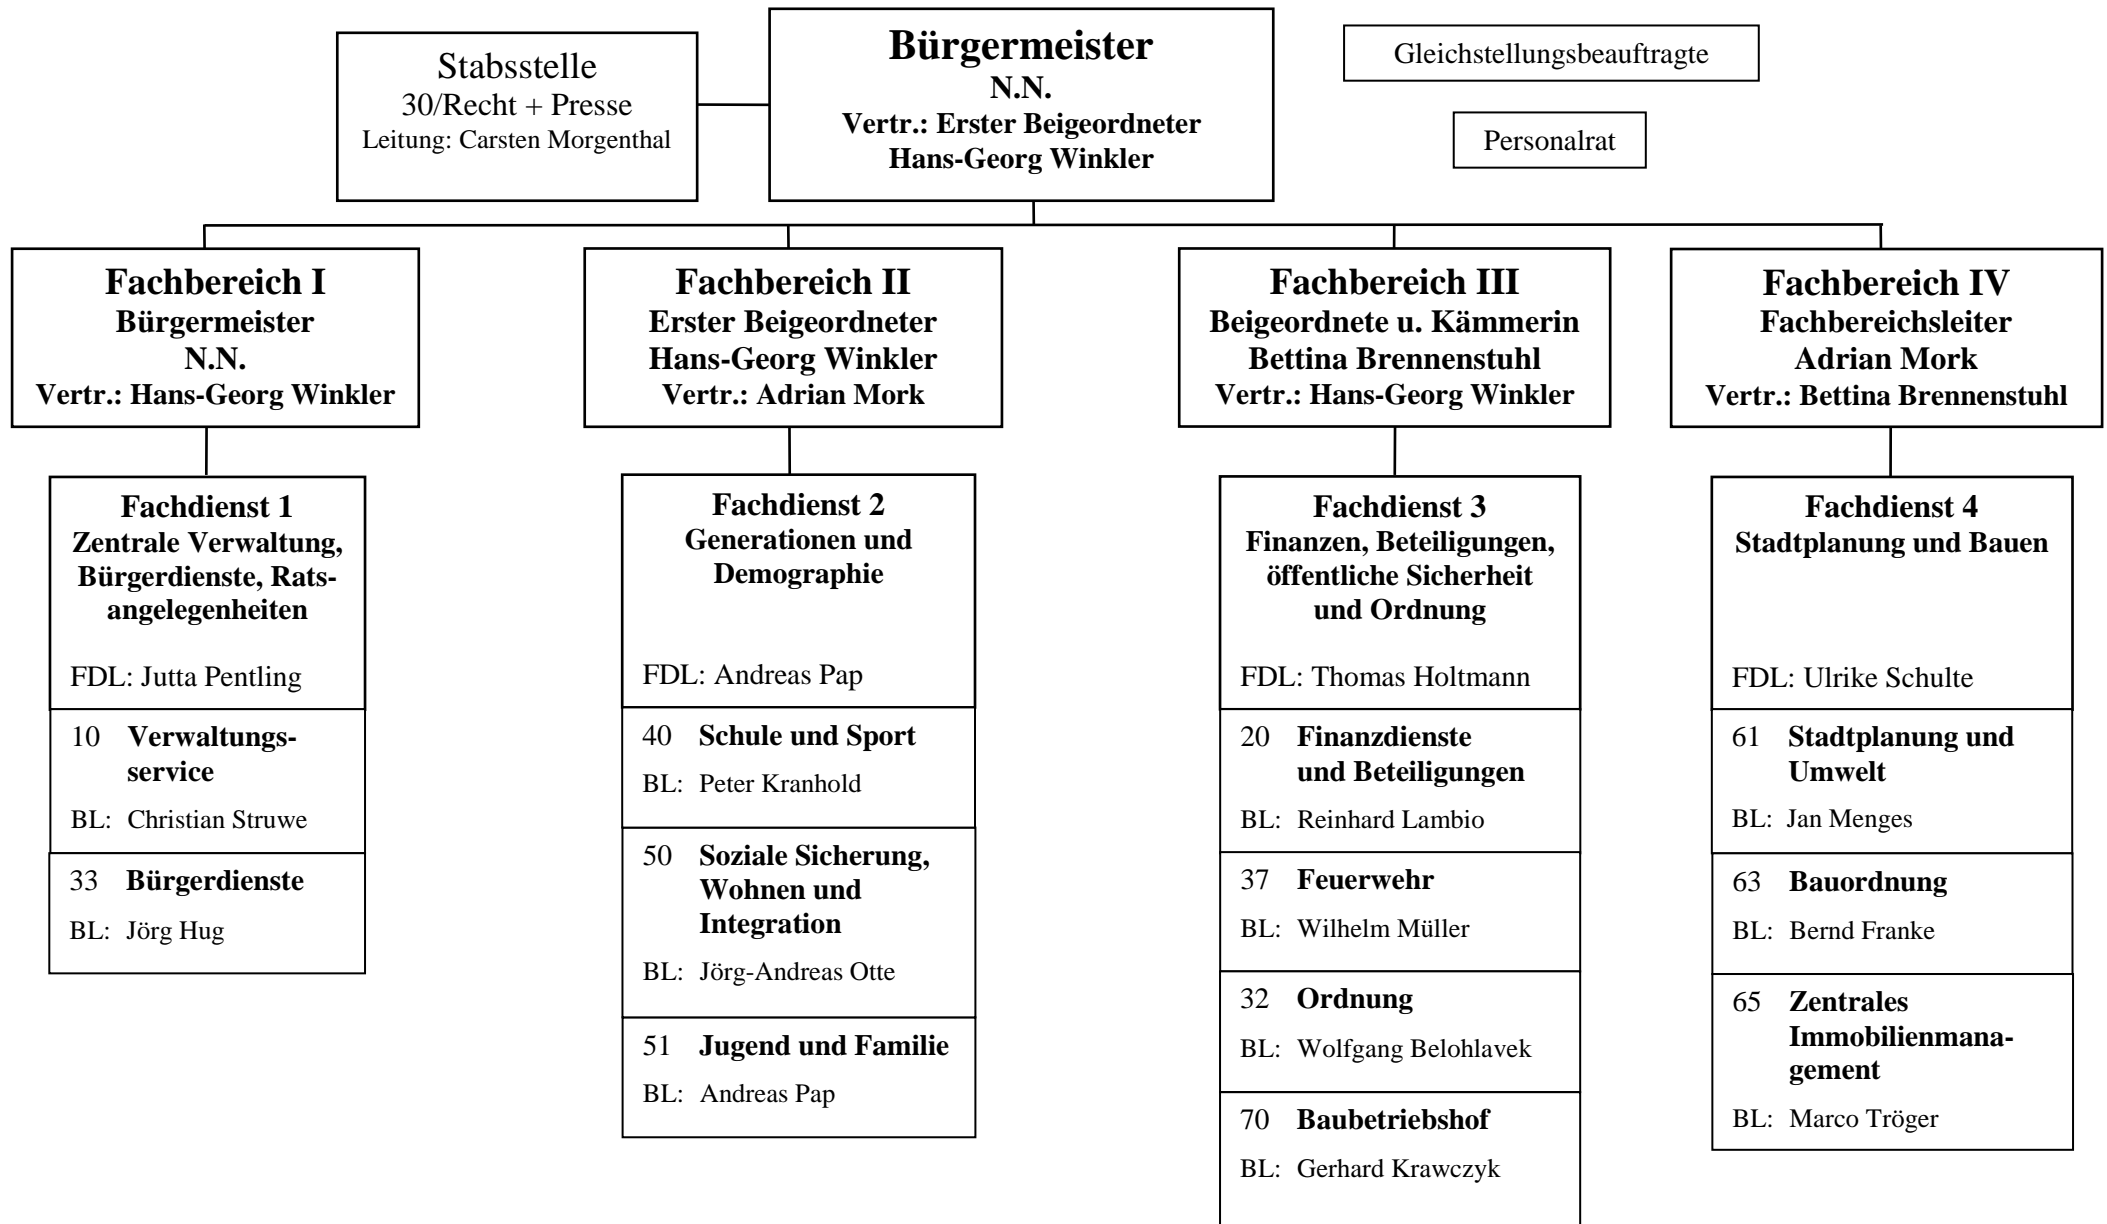 Stabsstelle
30/Recht + Presse
Leitung: Carsten Morgenthal
Bürgermeister
N.N.
Vertr.: Erster Beigeordneter
Hans-Georg Winkler
Gleichstellungsbeauftragte
Personalrat
Fachbereich I
Bürgermeister
N.N.
Vertr.: Hans-Georg Winkler
Fachbereich II
Erster Beigeordneter
Hans-Georg Winkler
Vertr.: Adrian Mork
Fachbereich III
Beigeordnete u. Kämmerin
Bettina Brennenstuhl
Vertr.: Hans-Georg Winkler
Fachbereich IV
Fachbereichsleiter
Adrian Mork
Vertr.: Bettina Brennenstuhl
Fachdienst 1
Zentrale Verwaltung,
Bürgerdienste, Rats-
angelegenheiten
FDL: Jutta Pentling
10 Verwaltungs-
service
BL: Christian Struwe
33 Bürgerdienste
BL: Jörg Hug
Fachdienst 2
Generationen und
Demographie
FDL: Andreas Pap
40 Schule und Sport
BL: Peter Kranhold
50 Soziale Sicherung,
Wohnen und
Integration
BL: Jörg-Andreas Otte
51 Jugend und Familie
BL: Andreas Pap
Fachdienst 3
Finanzen, Beteiligungen,
öffentliche Sicherheit
und Ordnung
FDL: Thomas Holtmann
20 Finanzdienste
und Beteiligungen
BL: Reinhard Lambio
37 Feuerwehr
BL: Wilhelm Müller
32 Ordnung
BL: Wolfgang Belohlavek
70 Baubetriebshof
BL: Gerhard Krawczyk
Fachdienst 4
Stadtplanung und Bauen
FDL: Ulrike Schulte
61 Stadtplanung und
Umwelt
BL: Jan Menges
63 Bauordnung
BL: Bernd Franke
65 Zentrales
Immobilienmana-
gement
BL: Marco Tröger